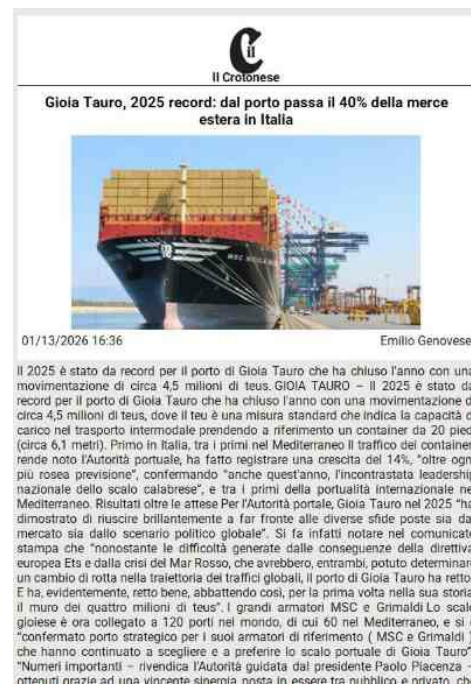 il
Il Crotonese
Gioia Tauro, 2025 record: dal porto passa il 40% della merce
estera in Italia
01/13/2026 16:36
Emilio Genovese
Il 2025 è stato da record per il porto di Gioia Tauro che ha chiuso l'anno con una
movimentazione di circa 4,5 milioni di teus. GIOIA TAURO – Il 2025 è stato da
record per il porto di Gioia Tauro che ha chiuso l'anno con una movimentazione di
circa 4,5 milioni di teus, dove il teu è una misura standard che indica la capacità di
carico nel trasporto intermodale prendendo a riferimento un container da 20 piedi
(circa 6,1 metri). Primo in Italia, tra i primi nel Mediterraneo Il traffico dei container,
rende noto l'Autorità portuale, ha fatto registrare una crescita del 14%, "oltre ogni
più rosea previsione", confermando "anche quest'anno, l'incontrastata leadership
nazionale dello scalo calabrese", e tra i primi della portualità internazionale nel
Mediterraneo. Risultati oltre le attese Per l'Autorità portale, Gioia Tauro nel 2025 "ha
dimostrato di riuscire brillantemente a far fronte alle diverse sfide poste sia dal
mercato sia dallo scenario politico globale". Si fa infatti notare nel comunicato
stampa che "nonostante le difficoltà generate dalle conseguenze della direttiva
europea Ets e dalla crisi del Mar Rosso, che avrebbero, entrambi, potuto determinare
un cambio di rotta nella traiettoria dei traffici globali, il porto di Gioia Tauro ha retto.
E ha, evidentemente, retto bene, abbattendo così, per la prima volta nella sua storia,
il muro dei quattro milioni di teus". I grandi armatori MSC e Grimaldi Lo scalo
gioiese è ora collegato a 120 porti nel mondo, di cui 60 nel Mediterraneo, e si è
"confermato porto strategico per i suoi armatori di riferimento ( MSC e Grimaldi )
che hanno continuato a scegliere e a preferire lo scalo portuale di Gioia Tauro".
"Numeri importanti – rivendica l'Autorità guidata dal presidente Paolo Piacenza –
ottenuti grazie ad una vincente sinergia posta in essere tra pubblico e privato, che